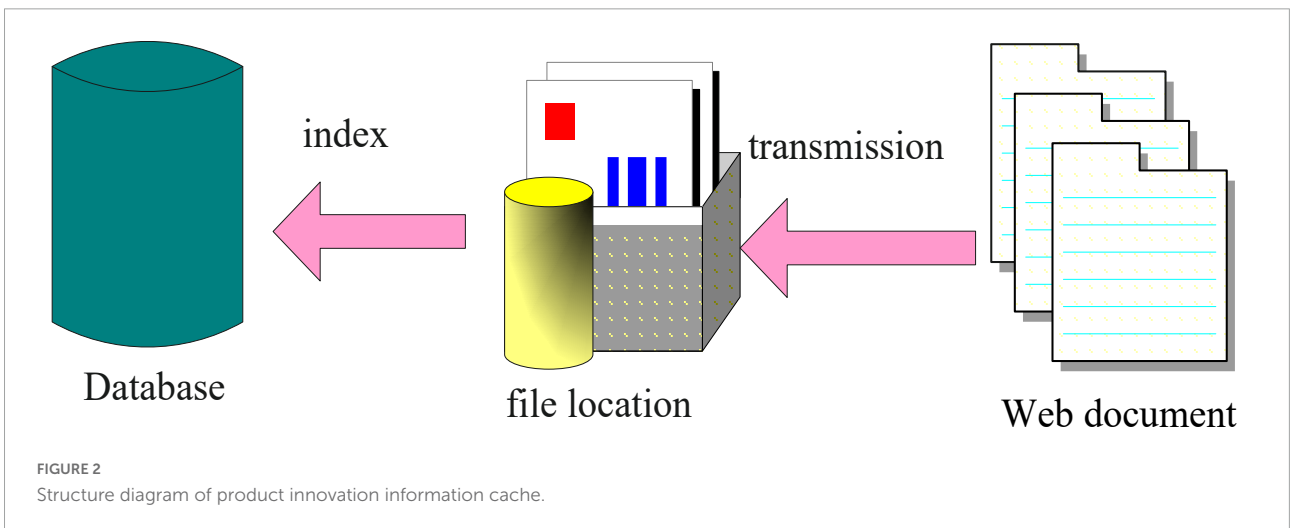 index
transmission
Database
file location
Web document
FIGURE 2
Structure diagram of product innovation information cache.